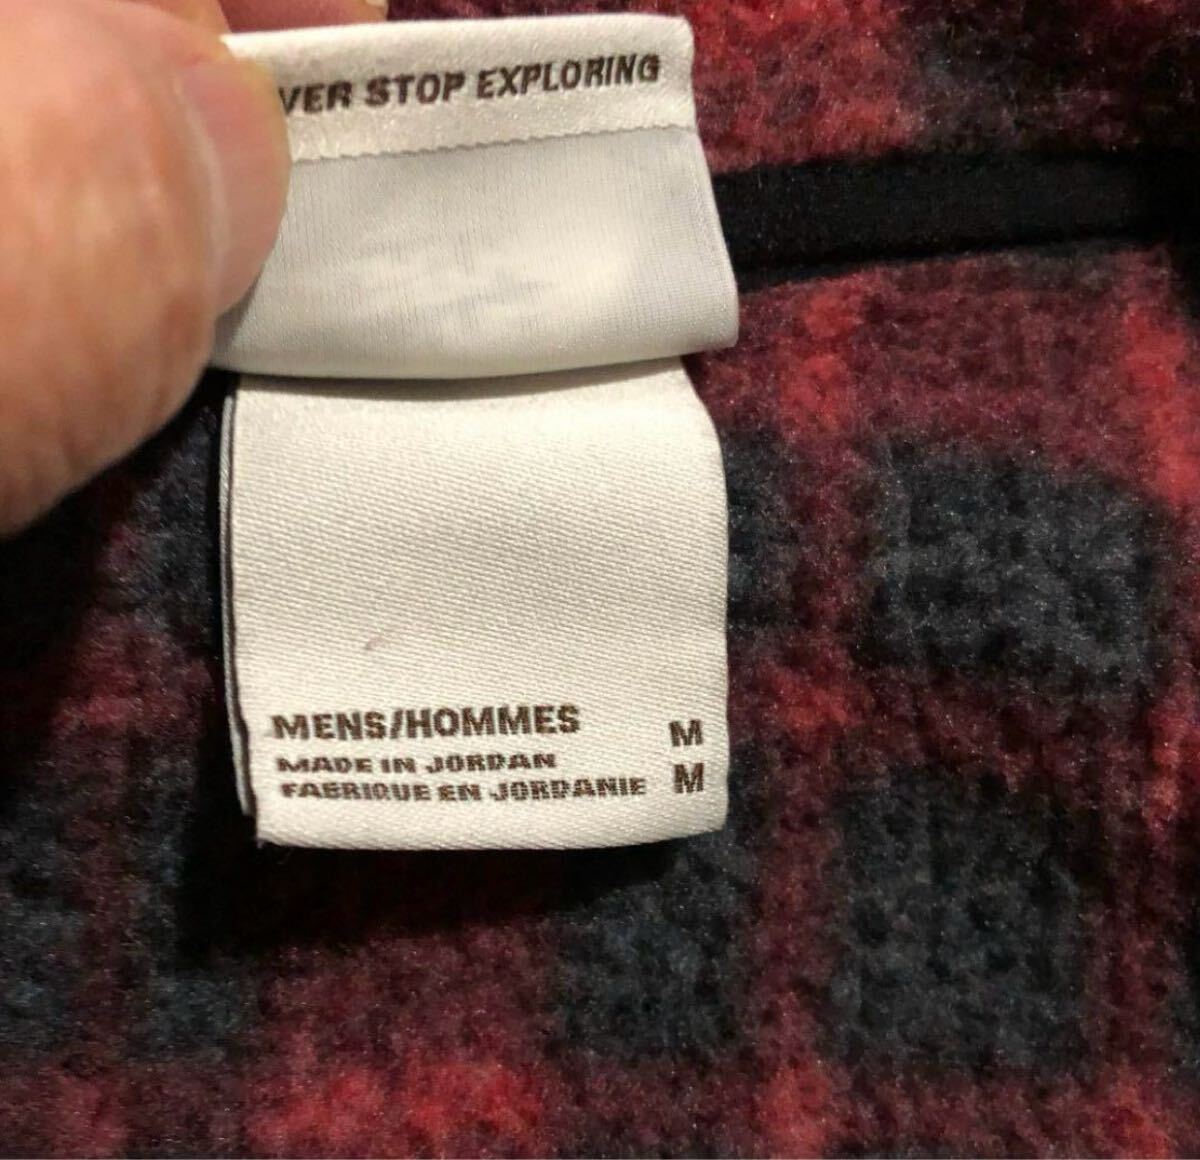 VER STOP EXPLORING
MENS/HOMMES M
MADE IN JORDAN
FABRIQUE EN JORDANIE M